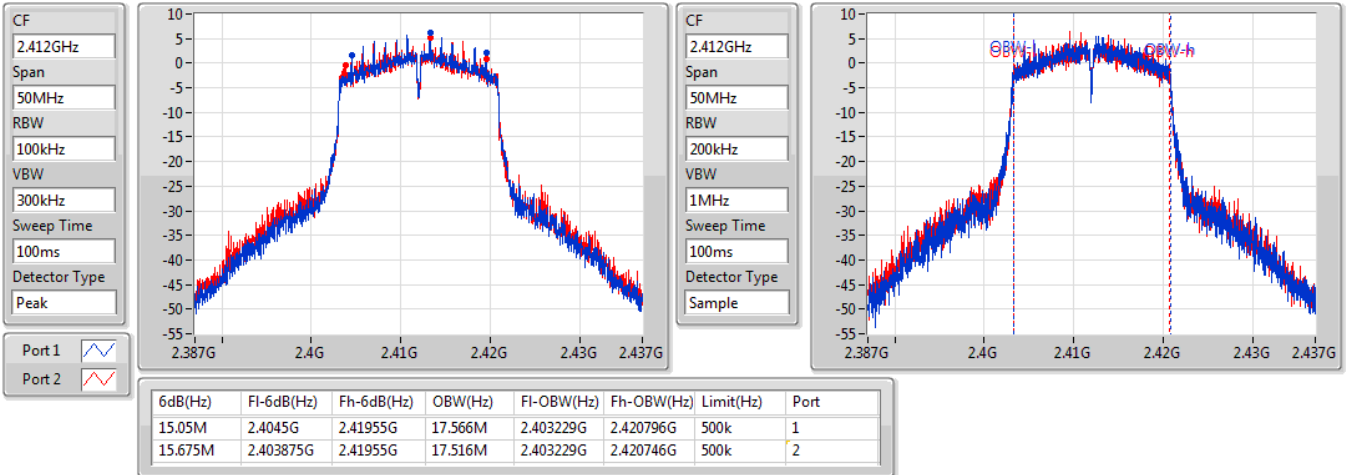 CF
2.412GHz
Span
50MHz
RBW
100kHz
VBW
300kHz
Sweep Time
100ms
Detector Type
Peak
Port 1
Port 2
10
5
0
-5
-10
-15
-20
-25
-30
-35
-40
-45
-50
-55
2.387G 2.4G 2.41G 2.42G 2.43G 2.437G
CF
2.412GHz
Span
50MHz
RBW
200kHz
VBW
1MHz
Sweep Time
100ms
Detector Type
Sample
10
5
0
-5
-10
-15
-20
-25
-30
-35
-40
-45
-50
-55
OBW-l OBW-h
2.387G 2.4G 2.41G 2.42G 2.43G 2.437G
6dB(Hz) Fl-6dB(Hz) Fh-6dB(Hz) OBW(Hz) Fl-OBW(Hz) Fh-OBW(Hz) Limit(Hz) Port
15.05M 2.4045G 2.41955G 17.566M 2.403229G 2.420796G 500k 1
15.675M 2.403875G 2.41955G 17.516M 2.403229G 2.420746G 500k 2